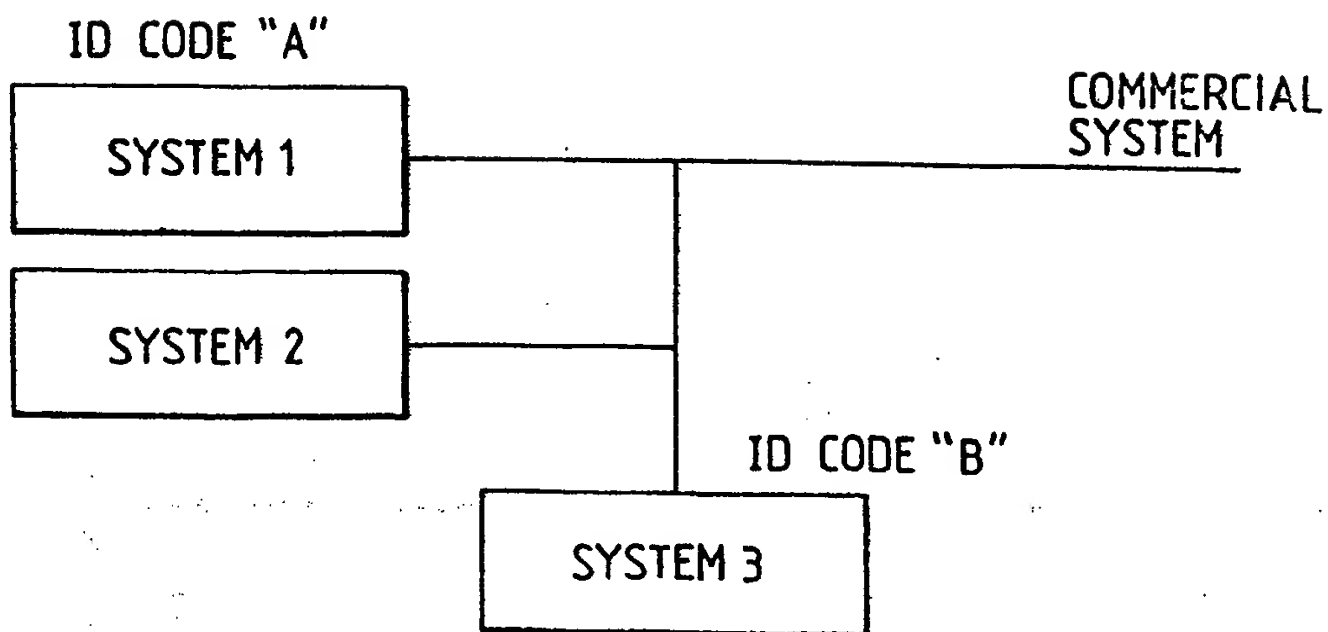 ID CODE “A”
SYSTEM 1
COMMERCIAL
SYSTEM
SYSTEM 2
ID CODE “B”
SYSTEM 3